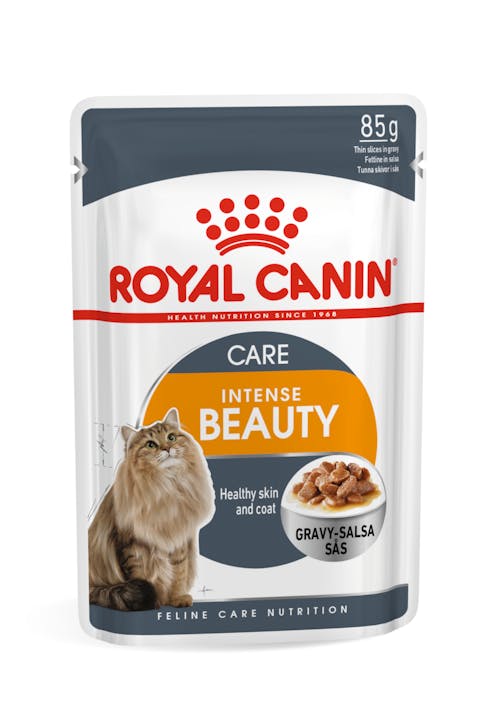 85g
Thin slices in gravy
Fettine in salsa
Tunna skivor i sås
ROYAL CANIN®
HEALTH NUTRITION SINCE 1968
CARE
INTENSE
BEAUTY
Healthy skin
and coat
GRAVY-SALSA
SÅS
FELINE CARE NUTRITION